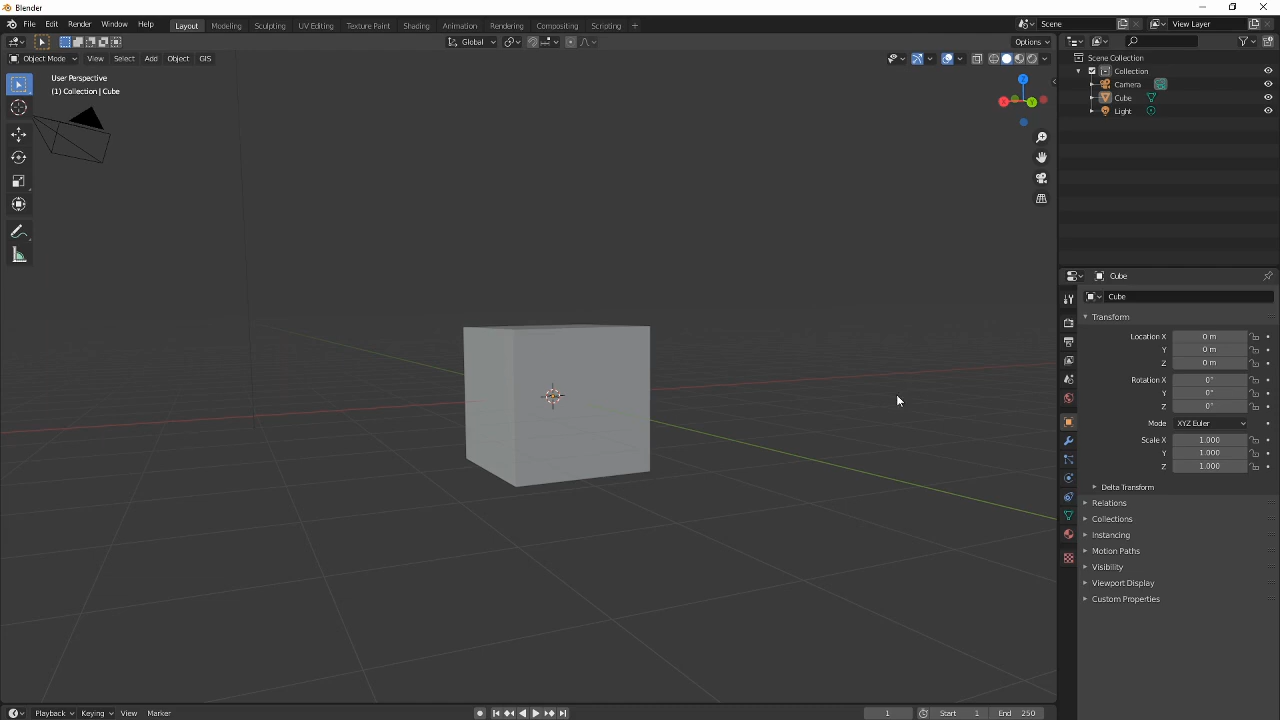 Blender
File Edit Render Window Help Layout Modeling Sculpting UV Editing Texture Paint Shading Animation Rendering Compositing Scripting + Scene View Layer
Global Options
Object Mode View Select Add Object GIS
User Perspective
(1) Collection | Cube
Z
X
Y
Scene Collection
Collection
Camera
Cube
Light
Cube
Cube
Transform
Location X 0 m
Y 0 m
Z 0 m
Rotation X 0°
Y 0°
Z 0°
Mode XYZ Euler
Scale X 1.000
Y 1.000
Z 1.000
Delta Transform
Relations
Collections
Instancing
Motion Paths
Visibility
Viewport Display
Custom Properties
Playback Keying View Marker 1 Start 1 End 250